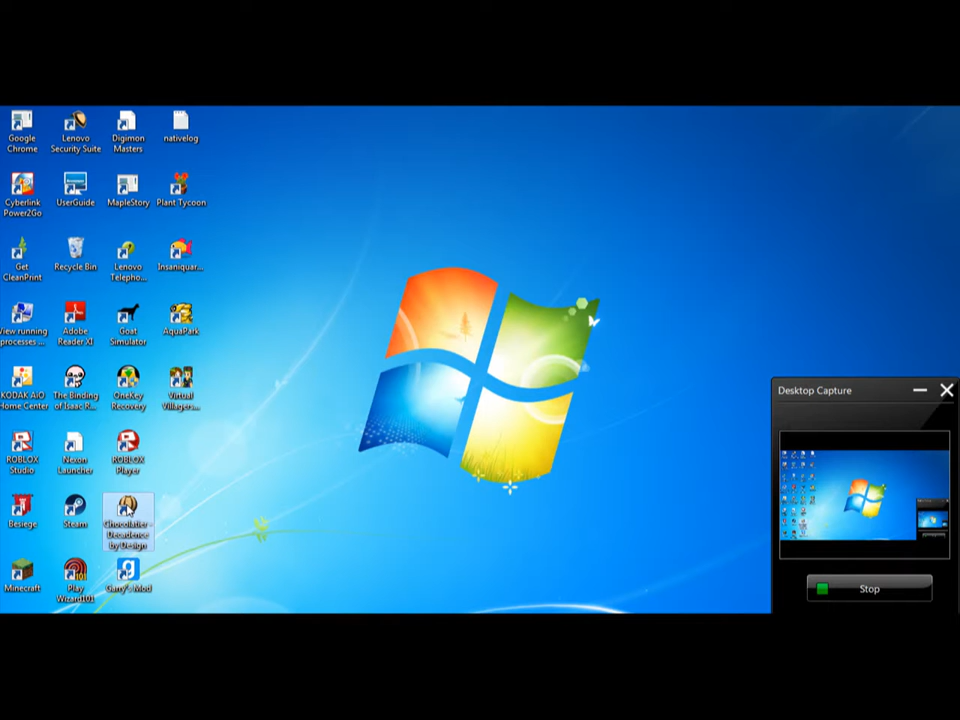 Google
Chrome
Lenovo
Security Suite
Digimon
Masters
nativelog
Cyberlink
Power2Go
UserGuide
MapleStory
Plant Tycoon
Get
CleanPrint
Recycle Bin
Lenovo
Telepho...
Insaniquar...
View running
processes ...
Adobe
Reader XI
Goat
Simulator
AquaPark
KODAK AiO
Home Center
The Binding
of Isaac R...
OneKey
Recovery
Virtual
Villagers...
ROBLOX
Studio
Nexon
Launcher
ROBLOX
Player
Besiege
Steam
Chocolatier -
Decadence
by Design
Minecraft
Play
Wizard101
Garry's Mod
Desktop Capture
Stop